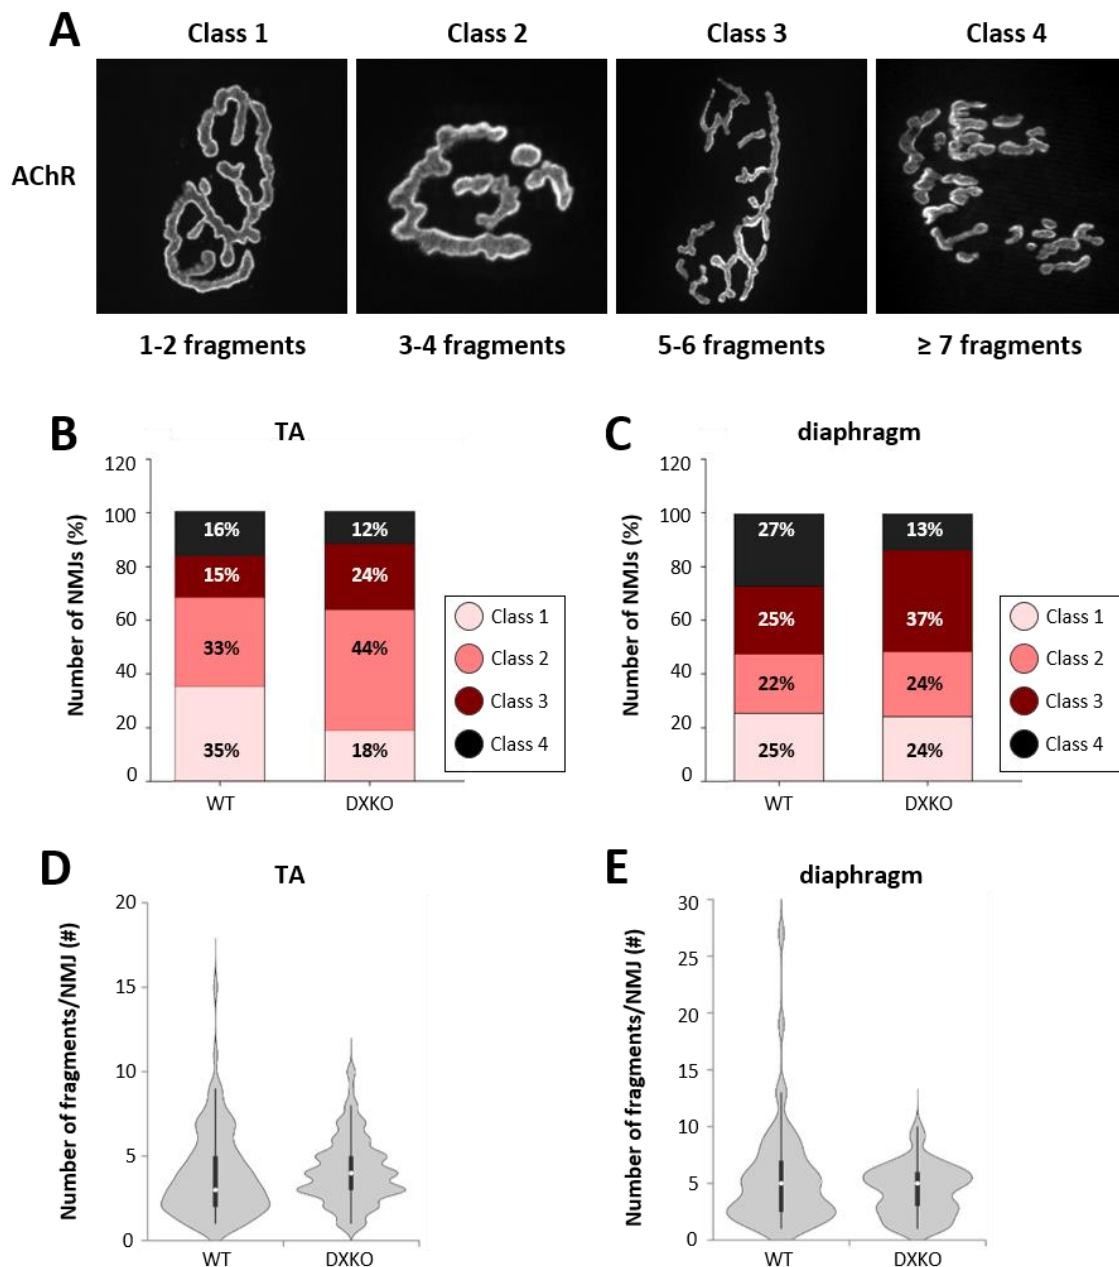 A
Class 1
Class 2
Class 3
Class 4
AChR
1-2 fragments
3-4 fragments
5-6 fragments
≥ 7 fragments
B
TA
Number of NMJs (%)
120
100
80
60
40
20
0
16%
15%
33%
35%
12%
24%
44%
18%
WT
DXKO
Class 1
Class 2
Class 3
Class 4
C
diaphragm
Number of NMJs (%)
120
100
80
60
40
20
0
27%
25%
22%
25%
13%
37%
24%
24%
WT
DXKO
Class 1
Class 2
Class 3
Class 4
D
TA
Number of fragments/NMJ (#)
20
15
10
5
0
WT
DXKO
E
diaphragm
Number of fragments/NMJ (#)
30
25
20
15
10
5
0
WT
DXKO